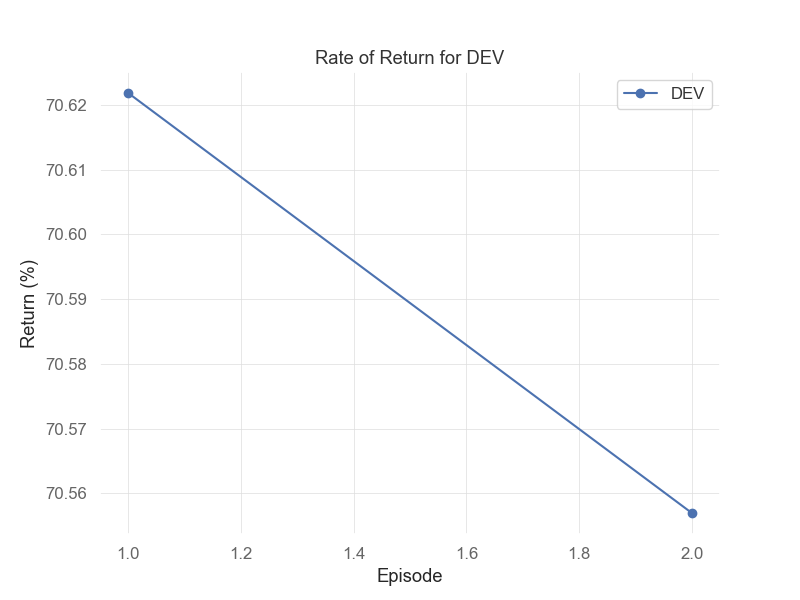 Rate of Return for DEV
DEV
70.62
70.61
70.60
70.59
70.58
70.57
70.56
Return (%)
1.0 1.2 1.4 1.6 1.8 2.0
Episode